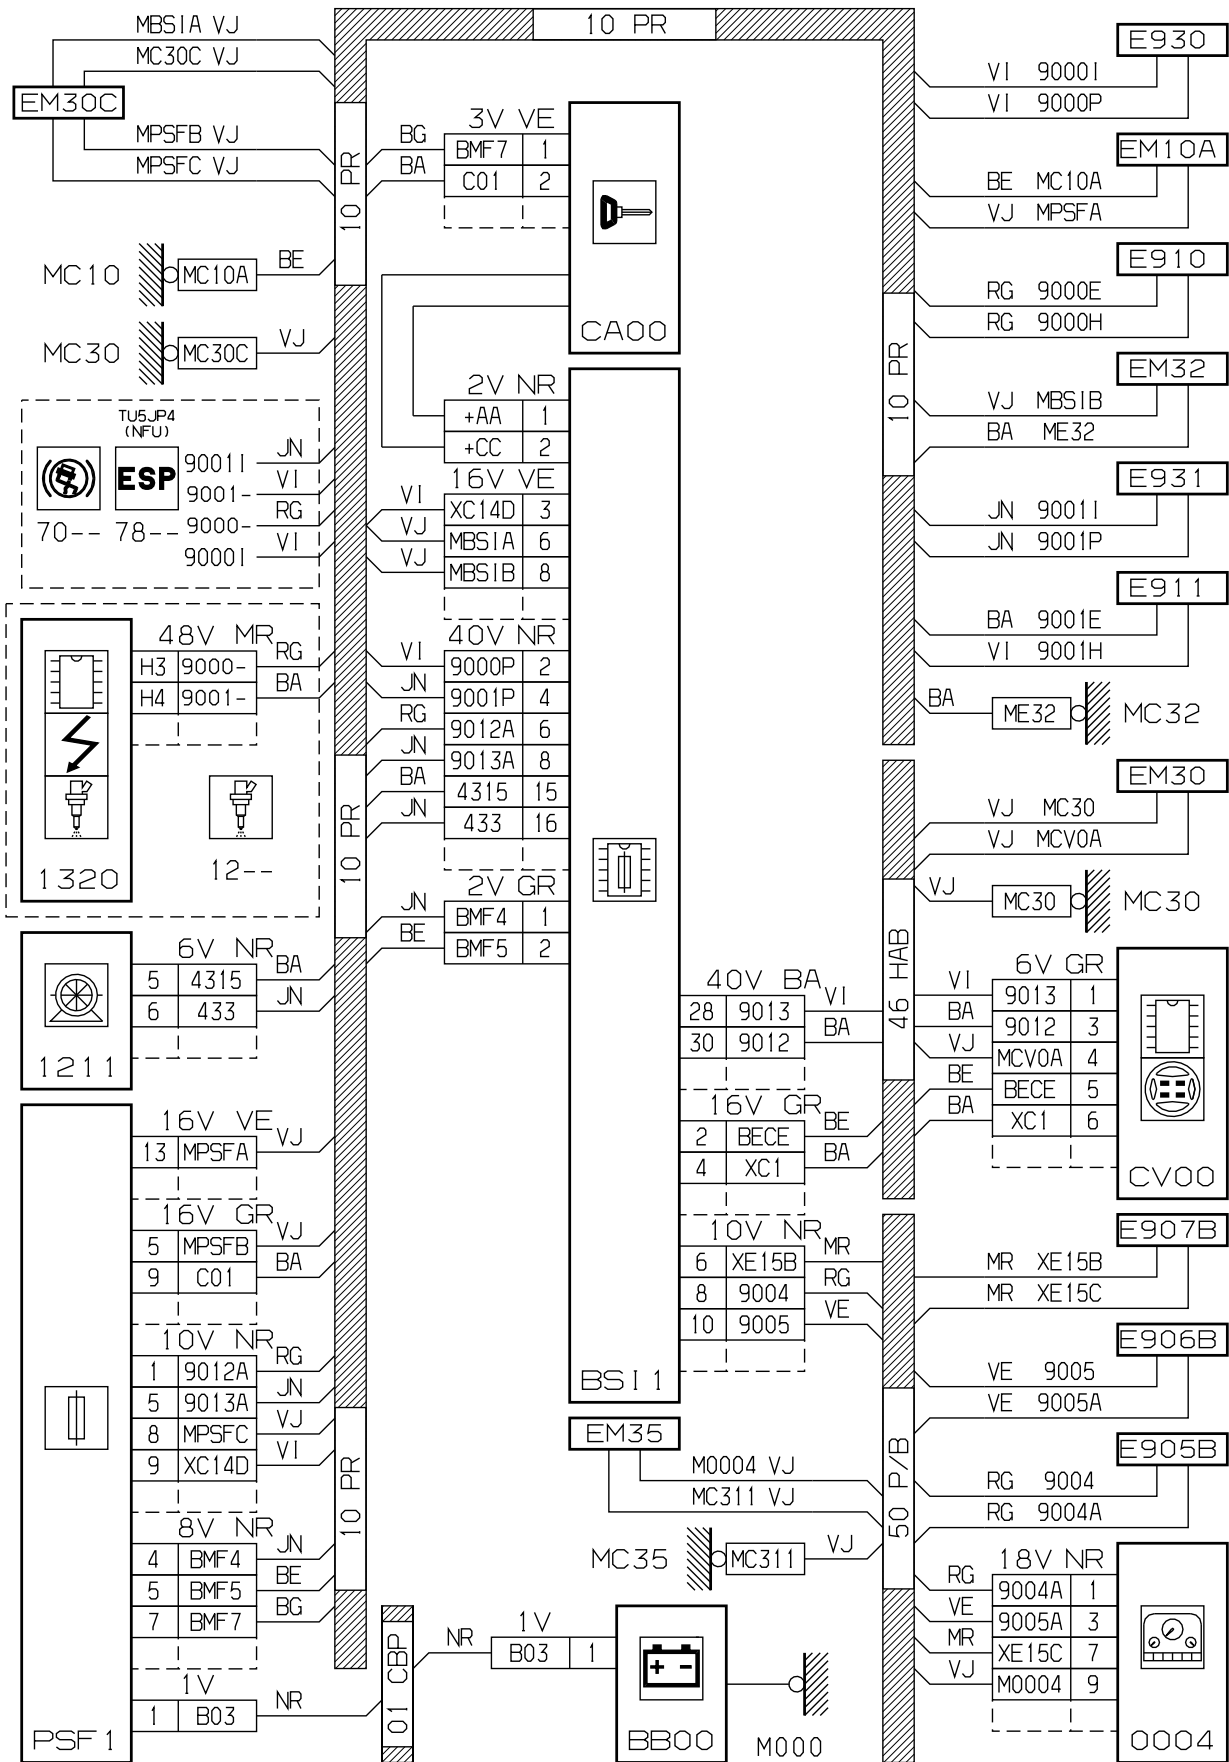 10 PR
MBSIA VJ
MC30C VJ
EM30C
MPSFB VJ
MPSFC VJ
10 PR
MC10
MC10A
BE
MC30
MC30C
VJ
TU5JP4
(NFU)
ESP
70--
78--
9001I JN
9001- VI
9000- RG
9000I VI
48V MR
H3 9000- RG
H4 9001- BA
1320
12--
10 PR
6V NR
5 4315 BA
6 433 JN
1211
16V VE
13 MPSFA VJ
16V GR
5 MPSFB VJ
9 C01 BA
10V NR
1 9012A RG
5 9013A JN
8 MPSFC VJ
9 XC14D VI
10 PR
8V NR
4 BMF4 JN
5 BMF5 BE
7 BMF7 BG
1V
1 B03 NR
PSF1
3V VE
BG BMF7 1
BA C01 2
CA00
2V NR
+AA 1
+CC 2
16V VE
VI XC14D 3
VJ MBSIA 6
VJ MBSIB 8
40V NR
VI 9000P 2
JN 9001P 4
RG 9012A 6
JN 9013A 8
BA 4315 15
JN 433 16
2V GR
JN BMF4 1
BE BMF5 2
40V BA
28 9013 VI
30 9012 BA
16V GR
2 BECE BE
4 XC1 BA
10V NR
6 XE15B MR
8 9004 RG
10 9005 VE
BSI1
EM35
M0004 VJ
MC311 VJ
MC35
MC311
VJ
01 CBP
NR
1V
B03 1
BB00
M000
E930
VI 9000I
VI 9000P
EM10A
BE MC10A
VJ MPSFA
E910
RG 9000E
RG 9000H
10 PR
EM32
VJ MBSIB
BA ME32
E931
JN 9001I
JN 9001P
E911
BA 9001E
VI 9001H
BA
ME32
MC32
EM30
VJ MC30
VJ MCV0A
VJ
MC30
MC30
46 HAB
6V GR
VI 9013 1
BA 9012 3
VJ MCV0A 4
BE BECE 5
BA XC1 6
CV00
E907B
MR XE15B
MR XE15C
E906B
VE 9005
VE 9005A
50 P/B
E905B
RG 9004
RG 9004A
18V NR
RG 9004A 1
VE 9005A 3
MR XE15C 7
VJ M0004 9
0004